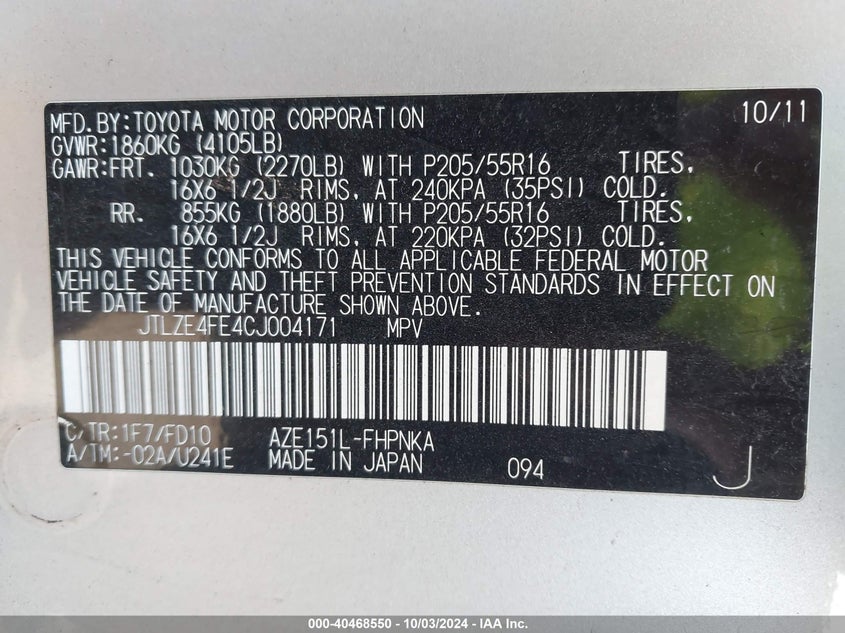 MFD.BY:TOYOTA MOTOR CORPORATION 10/11
GVWR:1860KG (4105LB)
GAWR:FRT. 1030KG (2270LB) WITH P205/55R16 TIRES,
16X6 1/2J RIMS, AT 240KPA (35PSI) COLD.
RR. 855KG (1880LB) WITH P205/55R16 TIRES,
16X6 1/2J RIMS, AT 220KPA (32PSI) COLD.
THIS VEHICLE CONFORMS TO ALL APPLICABLE FEDERAL MOTOR
VEHICLE SAFETY AND THEFT PREVENTION STANDARDS IN EFFECT ON
THE DATE OF MANUFACTURE SHOWN ABOVE.
JTLZE4FE4CJ004171 MPV
C/TR:1F7/FD10 AZE151L-FHPNKA
A/TM:-02A/U241E MADE IN JAPAN 094 J
000-40468550 - 10/03/2024 - IAA Inc.